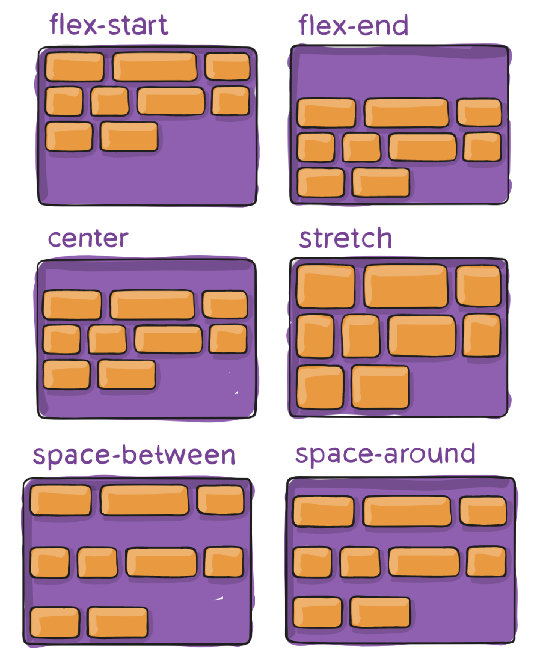 flex-start
flex-end
center
stretch
space-between
space-around